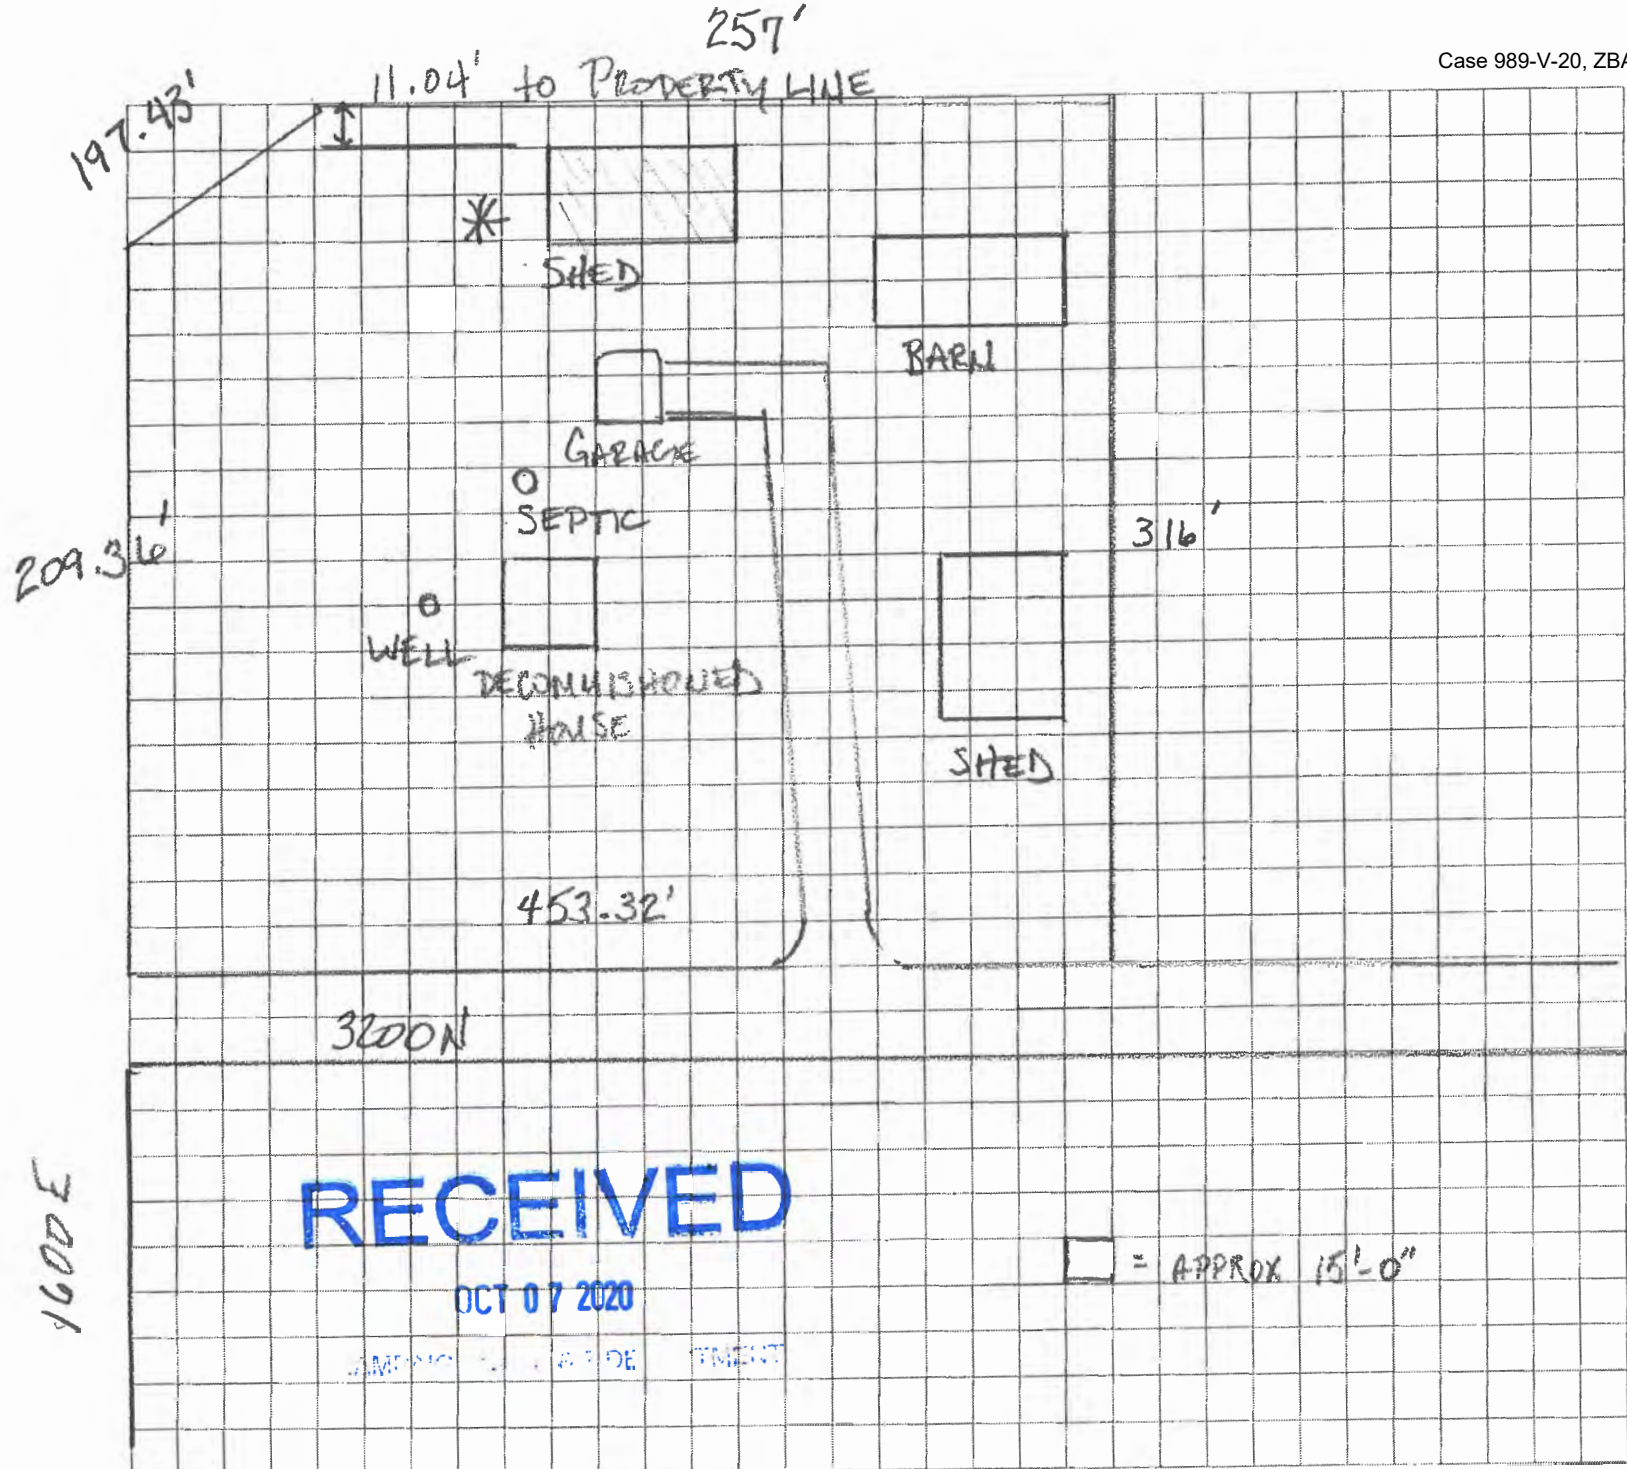 257'
Case 989-V-20, ZBA
11.04' to PROPERTY LINE
197.43'
SHED
BARN
GARAGE
SEPTIC
316'
209.36'
WELL
DECOMMISHONED
HOUSE
SHED
453.32'
3200N
1600E
RECEIVED
= APPROX 15'-0"
OCT 07 2020